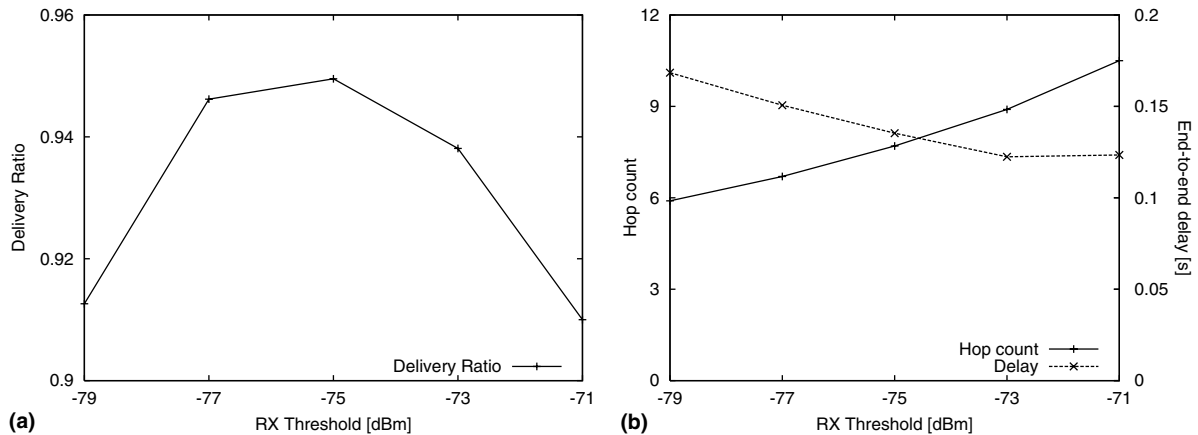 0.96
0.94
0.92
0.9
Delivery Ratio
Delivery Ratio
-79
-77
-75
-73
-71
RX Threshold [dBm]
(a)
12
9
6
3
0
Hop count
0.2
0.15
0.1
0.05
0
End-to-end delay [s]
Hop count
Delay
-79
-77
-75
-73
-71
RX Threshold [dBm]
(b)